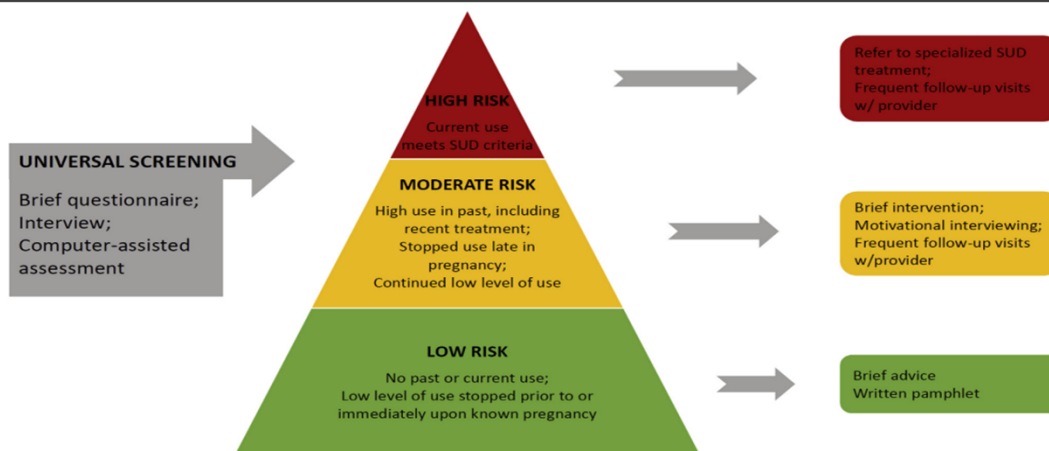 UNIVERSAL SCREENING
Brief questionnaire;
Interview;
Computer-assisted
assessment
HIGH RISK
Current use
meets SUD criteria
MODERATE RISK
High use in past, including
recent treatment;
Stopped use late in
pregnancy;
Continued low level of use
LOW RISK
No past or current use;
Low level of use stopped prior to or
immediately upon known pregnancy
Refer to specialized SUD
treatment;
Frequent follow-up visits
w/ provider
Brief intervention;
Motivational interviewing;
Frequent follow-up visits
w/provider
Brief advice
Written pamphlet